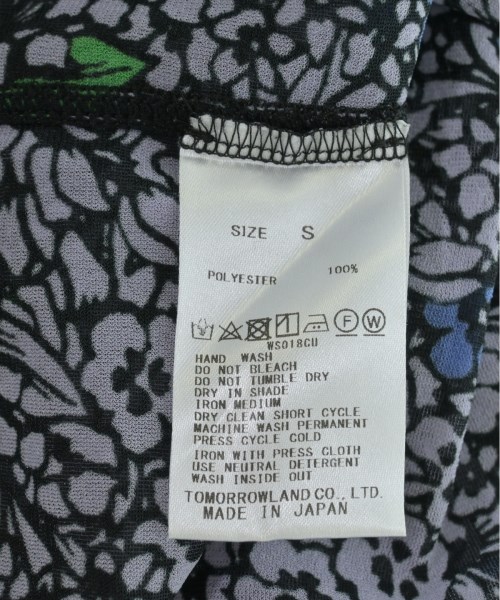 SIZE S
POLYESTER 100%
F W
WS018CU
HAND WASH
DO NOT BLEACH
DO NOT TUMBLE DRY
DRY IN SHADE
IRON MEDIUM
DRY CLEAN SHORT CYCLE
MACHINE WASH PERMANENT
PRESS CYCLE COLD
IRON WITH PRESS CLOTH
USE NEUTRAL DETERGENT
WASH INSIDE OUT
TOMORROWLAND CO., LTD.
MADE IN JAPAN